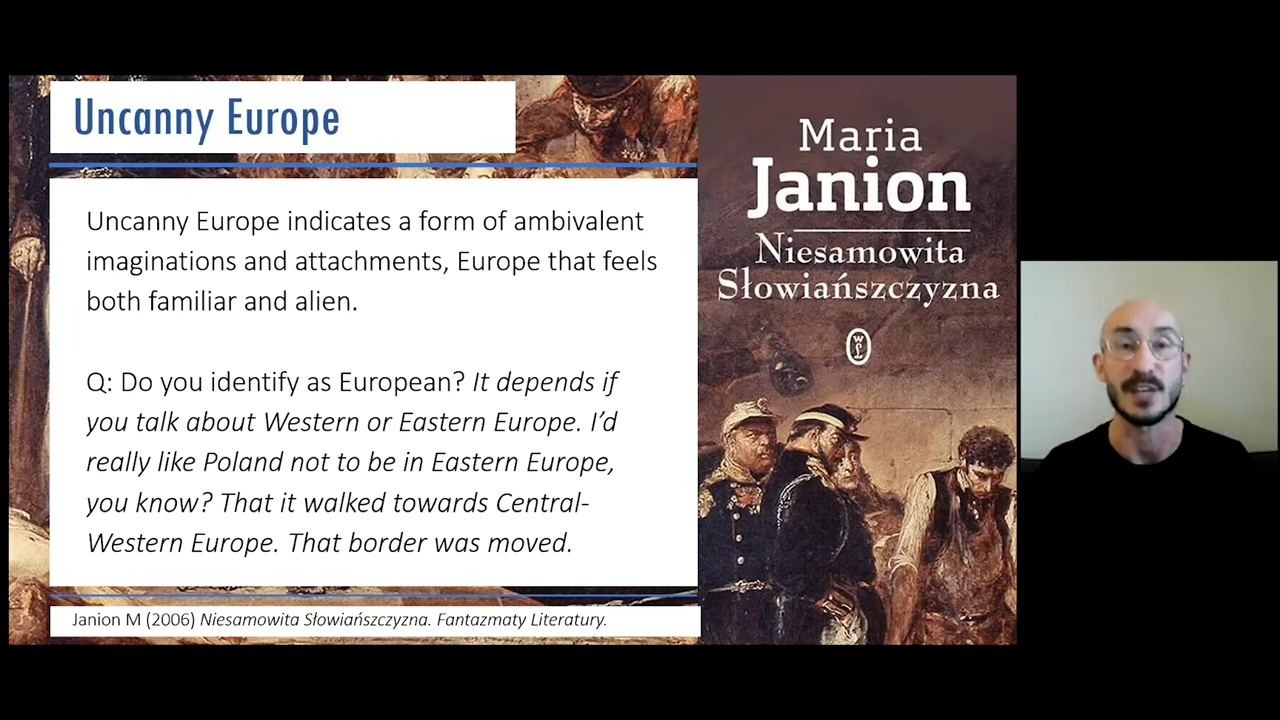 Uncanny Europe
Uncanny Europe indicates a form of ambivalent
imaginations and attachments, Europe that feels
both familiar and alien.
Q: Do you identify as European? It depends if
you talk about Western or Eastern Europe. I’d
really like Poland not to be in Eastern Europe,
you know? That it walked towards Central-
Western Europe. That border was moved.
Janion M (2006) Niesamowita Słowiańszczyzna. Fantazmaty Literatury.
Maria
Janion
Niesamowita
Słowiańszczyzna